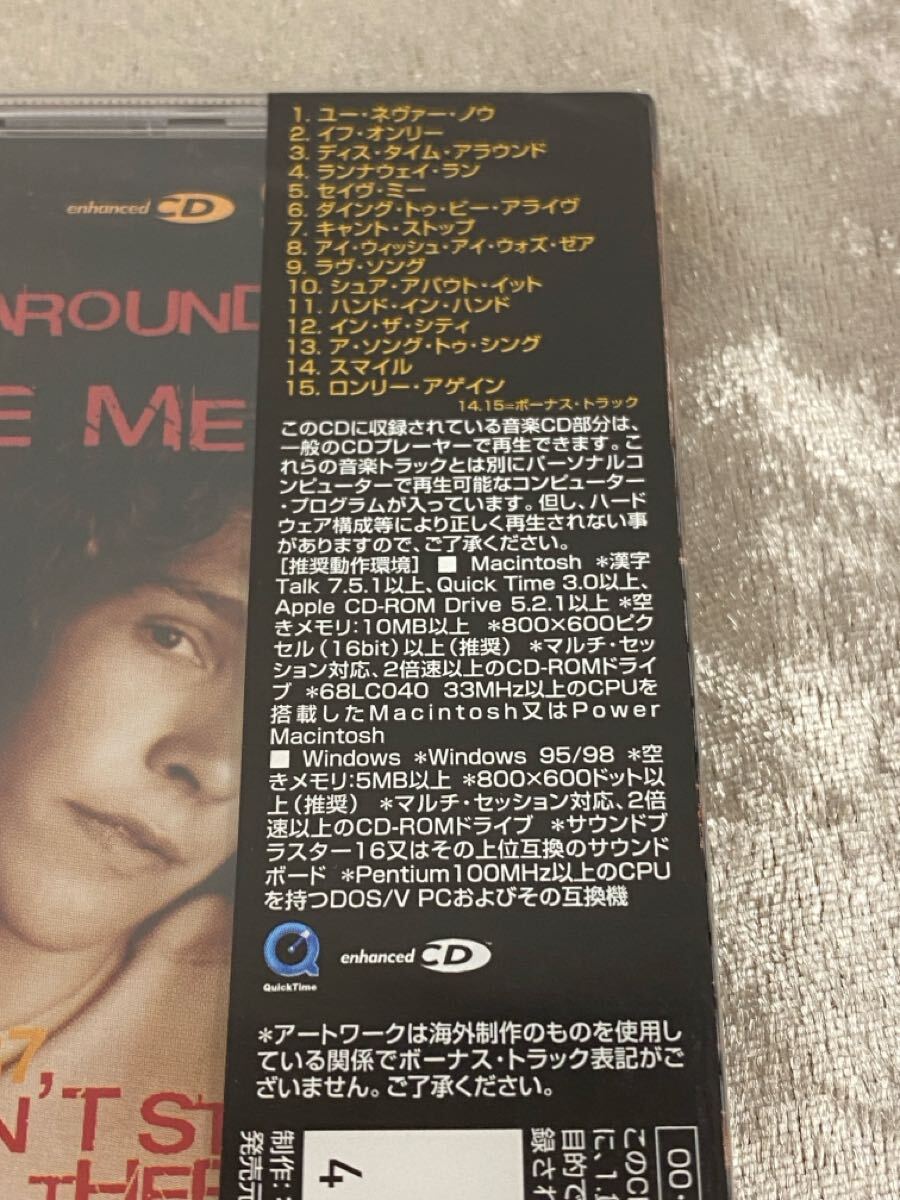 1. ユー・ネヴァー・ノウ
2. イフ・オンリー
3. ディス・タイム・アラウンド
4. ランナウェイ・ラン
5. セイヴ・ミー
6. ダイング・トゥ・ビー・アライヴ
7. キャント・ストップ
8. アイ・ウィッシュ・アイ・ウォズ・ゼア
9. ラヴ・ソング
10. シュア・アバウト・イット
11. ハンド・イン・ハンド
12. イン・ザ・シティ
13. ア・ソング・トゥ・シング
14. スマイル
15. ロンリー・アゲイン
14.15=ボーナス・トラック
このCDに収録されている音楽CD部分は、
一般のCDプレーヤーで再生できます。こ
れらの音楽トラックとは別にパーソナルコ
ンピューターで再生可能なコンピューター
・プログラムが入っています。但し、ハード
ウェア構成等により正しく再生されない事
がありますので、ご了承ください。
[推奨動作環境] ■ Macintosh *漢字
Talk 7.5.1以上、Quick Time 3.0以上、
Apple CD-ROM Drive 5.2.1以上 *空
きメモリ:10MB以上 *800×600ピク
セル(16bit)以上(推奨) *マルチ・セッ
ション対応、2倍速以上のCD-ROMドライ
ブ *68LC040 33MHz以上のCPUを
搭載したMacintosh又はPower
Macintosh
■ Windows *Windows 95/98 *空
きメモリ:5MB以上 *800×600ドット以
上(推奨) *マルチ・セッション対応、2倍
速以上のCD-ROMドライブ *サウンドブ
ラスター16又はその上位互換のサウンド
ボード *Pentium100MHz以上のCPU
を持つDOS/V PCおよびその互換機
QuickTime
enhanced CD™
*アートワークは海外制作のものを使用し
ている関係でボーナス・トラック表記がご
ざいません。ご了承ください。
enhanced CD
AROUND
E ME
7
N'T ST
THER
4
制作:
発売元
このCD
に、1.1
目的で
録さ
00.